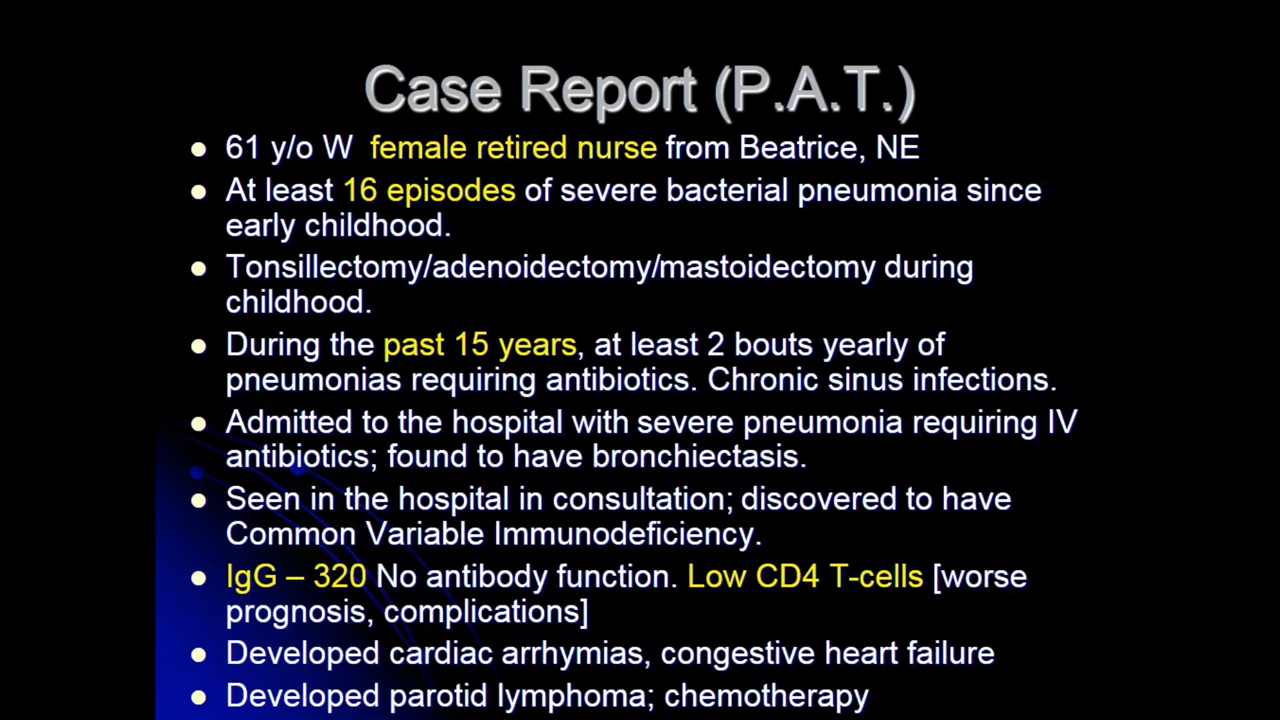 Case Report (P.A.T.)
• 61 y/o W female retired nurse from Beatrice, NE
• At least 16 episodes of severe bacterial pneumonia since
early childhood.
• Tonsillectomy/adenoidectomy/mastoidectomy during
childhood.
• During the past 15 years, at least 2 bouts yearly of
pneumonias requiring antibiotics. Chronic sinus infections.
• Admitted to the hospital with severe pneumonia requiring IV
antibiotics; found to have bronchiectasis.
• Seen in the hospital in consultation; discovered to have
Common Variable Immunodeficiency.
• IgG – 320 No antibody function. Low CD4 T-cells [worse
prognosis, complications]
• Developed cardiac arrhymias, congestive heart failure
• Developed parotid lymphoma; chemotherapy